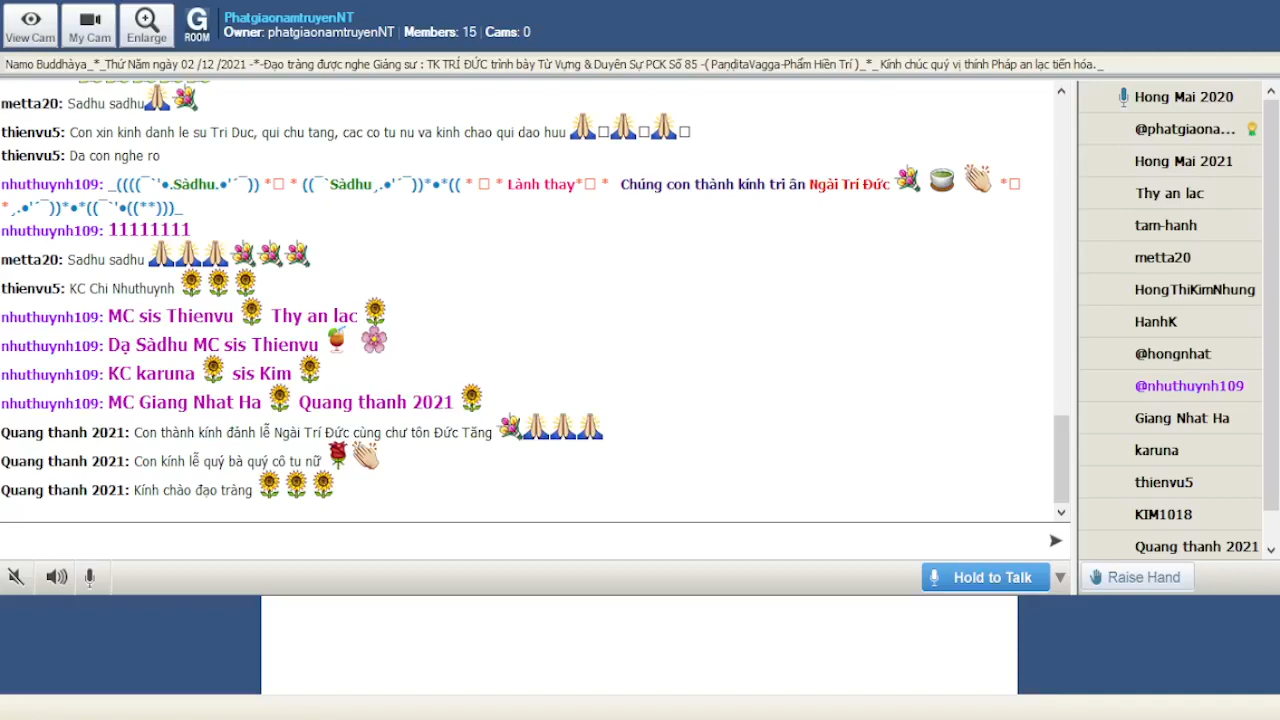 View Cam
My Cam
Enlarge
G
ROOM
PhatgiaonamtruyenNT
Owner: phatgiaonamtruyenNT | Members: 15 | Cams: 0
Namo Buddhàya_*_Thứ Năm ngày 02 /12 /2021 -*-Đạo tràng được nghe Giảng sư : TK TRÍ ĐỨC trình bày Từ Vựng & Duyên Sự PCK Số 85 -( PaṇḍitaVagga-Phẩm Hiền Trí )_*_ Kính chúc quý vị thính Pháp an lạc tiến hóa._
metta20: Sadhu sadhu🙏💐
thienvu5: Con xin kinh danh le su Tri Duc, qui chu tang, cac co tu nu va kinh chao qui dao huu 🙏□🙏□🙏□
thienvu5: Da con nghe ro
nhuthuynh109: _((((¯`'•.Sàdhu.•'´¯)) *□ * ((¯`Sàdhu¸.•'´¯))*•*(( * □ * Lành thay*□ * Chúng con thành kính tri ân Ngài Trí Đức 💐 🍵 👏 *□
*¸.•'´¯))*•*((¯`'•((**)))_
nhuthuynh109: 11111111
metta20: Sadhu sadhu 🙏🙏🙏💐💐💐
thienvu5: KC Chi Nhuthuynh 🌻🌻🌻
nhuthuynh109: MC sis Thienvu 🌻 Thy an lac 🌻
nhuthuynh109: Dạ Sàdhu MC sis Thienvu 🍹 🌸
nhuthuynh109: KC karuna 🌻 sis Kim 🌻
nhuthuynh109: MC Giang Nhat Ha 🌻 Quang thanh 2021 🌻
Quang thanh 2021: Con thành kính đảnh lễ Ngài Trí Đức cùng chư tôn Đức Tăng 💐🙏🙏🙏
Quang thanh 2021: Con kính lễ quý bà quý cô tu nữ 🌹👏
Quang thanh 2021: Kính chào đạo tràng 🌻🌻🌻
Hong Mai 2020
@phatgiaona...
Hong Mai 2021
Thy an lac
tam-hanh
metta20
HongThiKimNhung
HanhK
@hongnhat
@nhuthuynh109
Giang Nhat Ha
karuna
thienvu5
KIM1018
Quang thanh 2021
Hold to Talk
Raise Hand